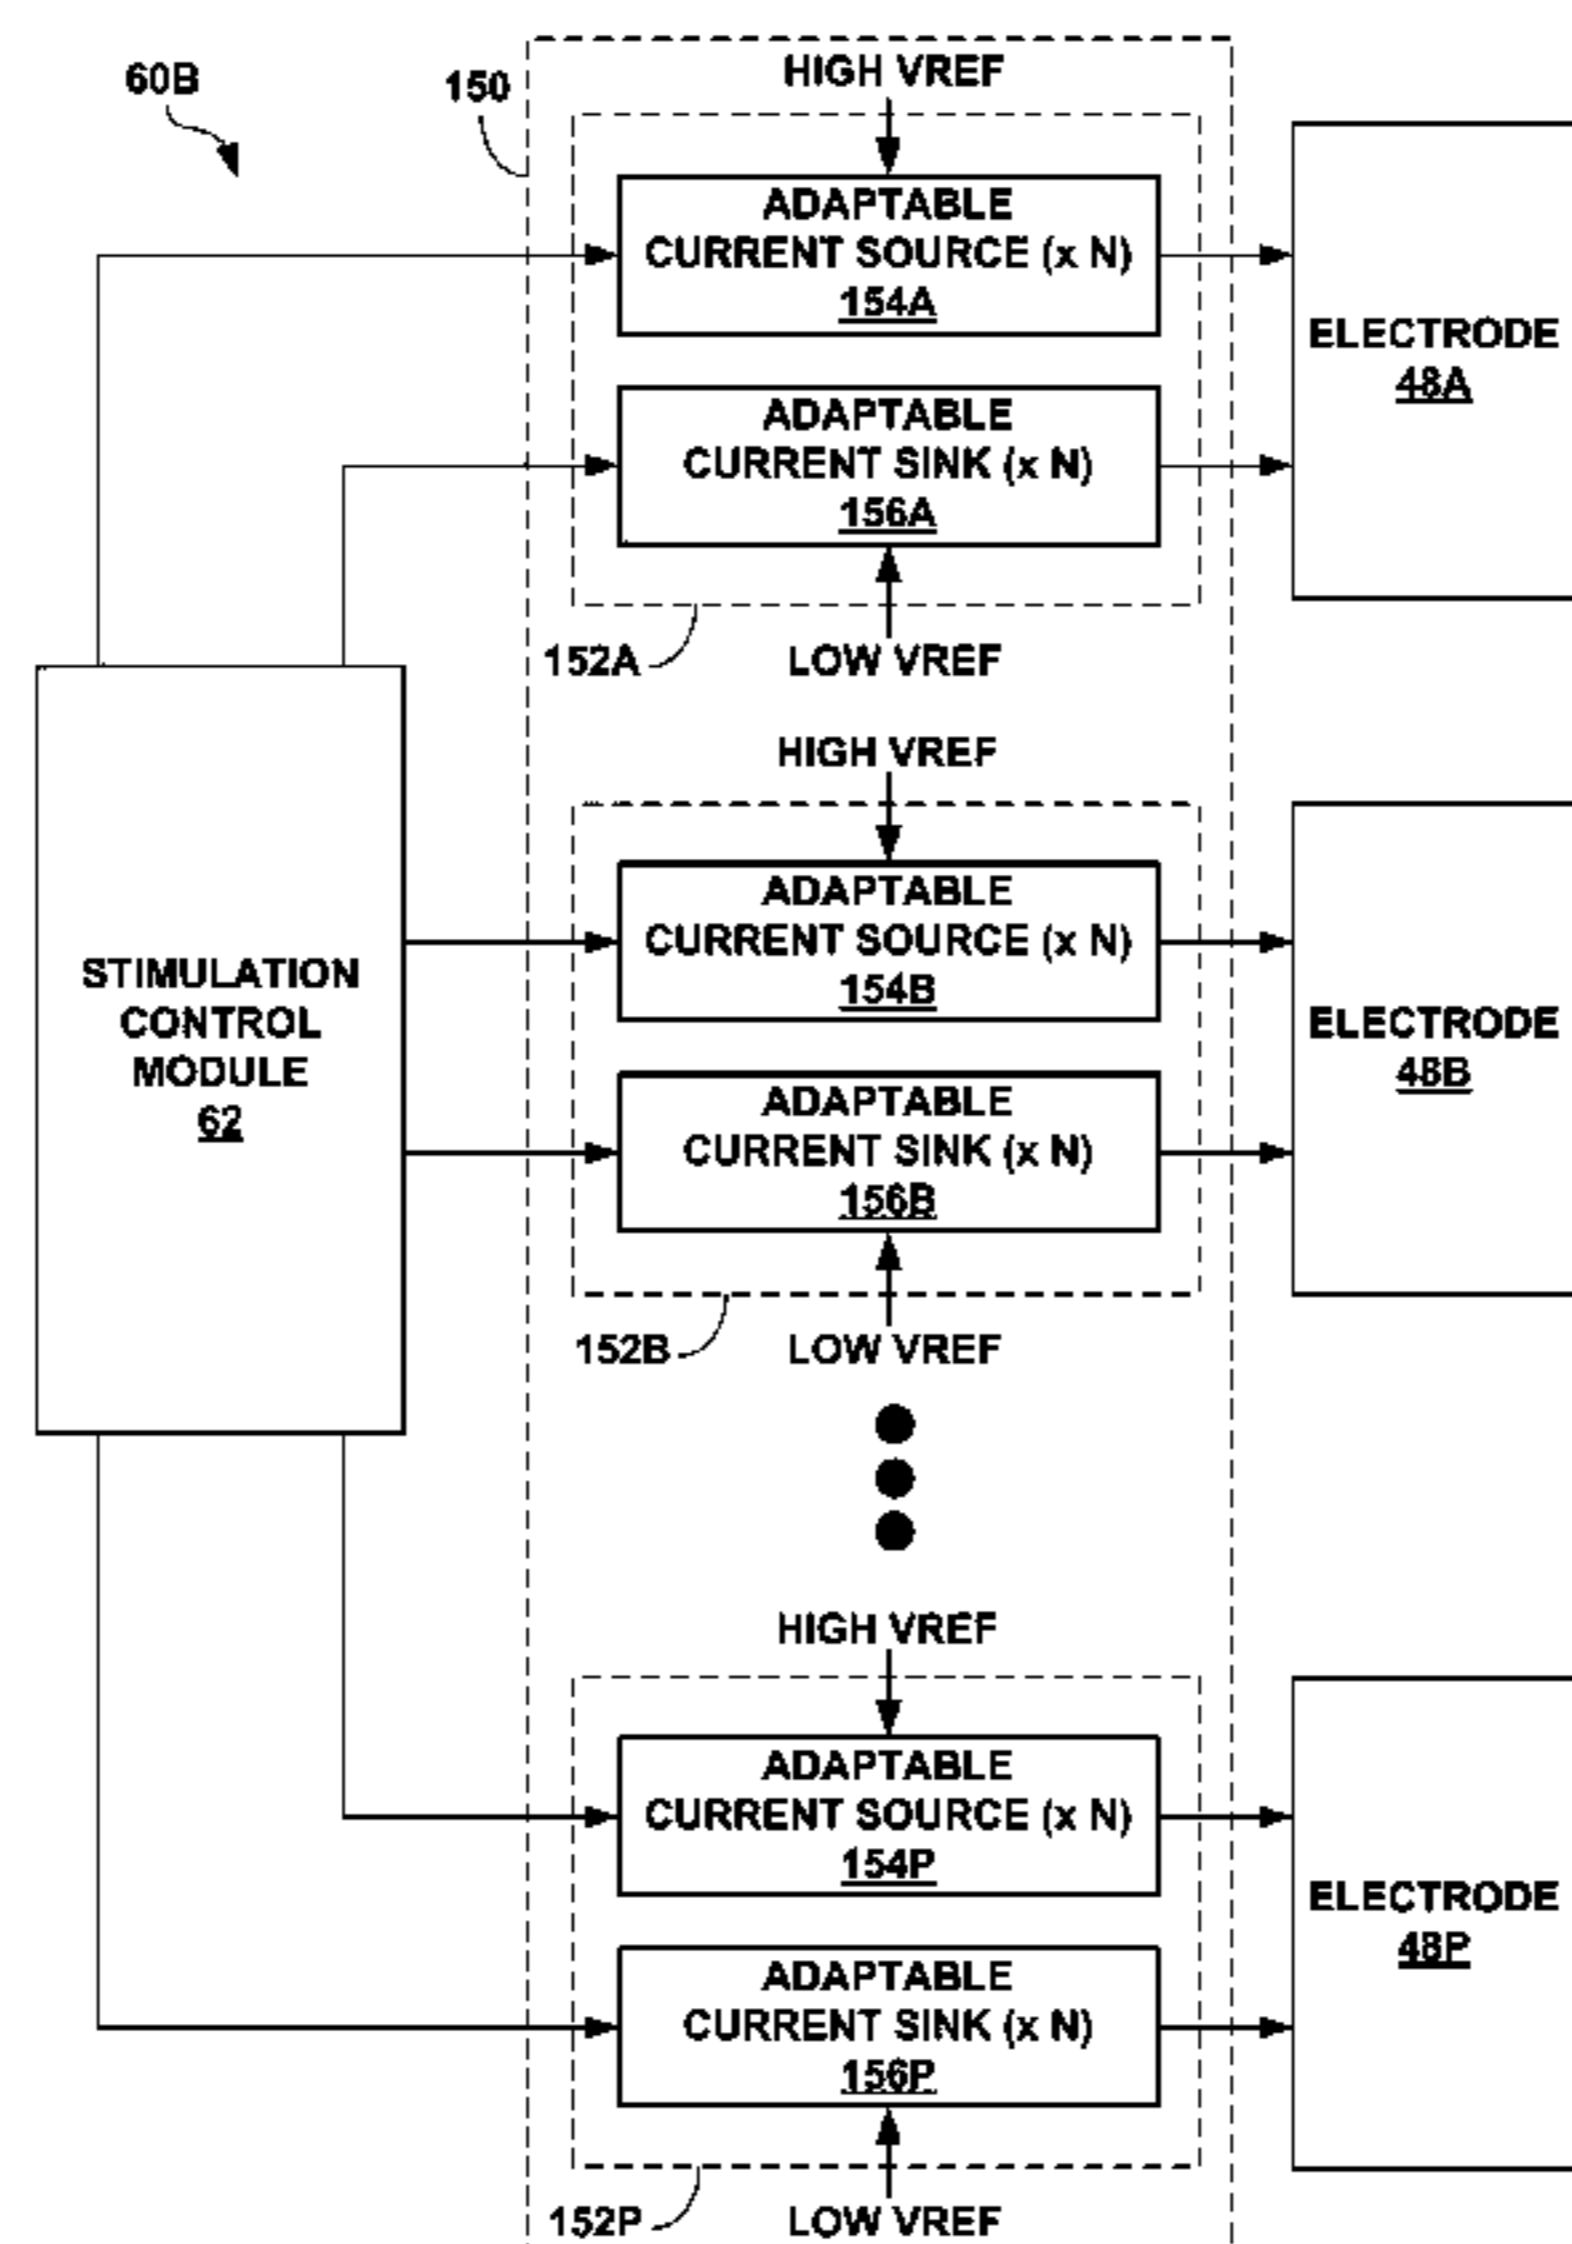 60B
150
HIGH VREF
ADAPTABLE
CURRENT SOURCE (x N)
154A
ADAPTABLE
CURRENT SINK (x N)
156A
152A
LOW VREF
ELECTRODE
48A
HIGH VREF
STIMULATION
CONTROL
MODULE
62
ADAPTABLE
CURRENT SOURCE (x N)
154B
ADAPTABLE
CURRENT SINK (x N)
156B
152B
LOW VREF
ELECTRODE
48B
HIGH VREF
ADAPTABLE
CURRENT SOURCE (x N)
154P
ADAPTABLE
CURRENT SINK (x N)
156P
152P
LOW VREF
ELECTRODE
48P